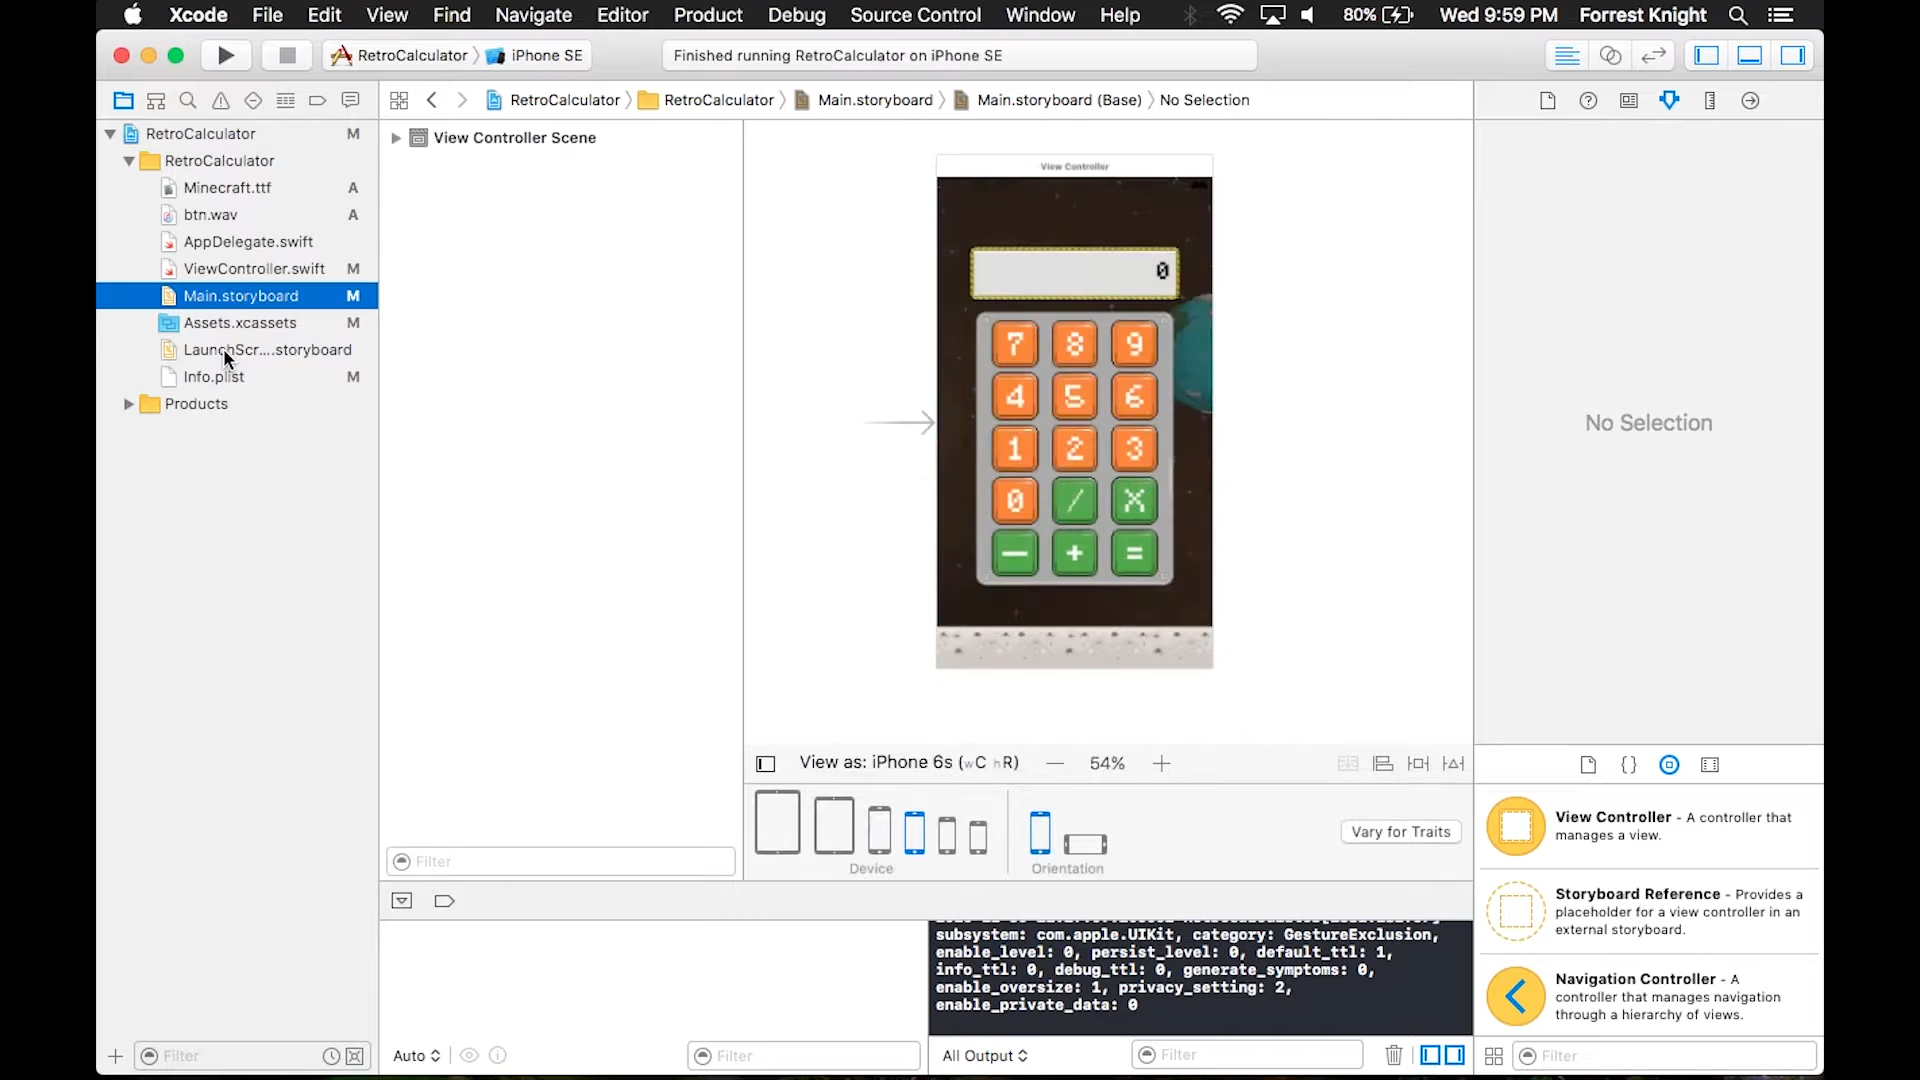 Xcode File Edit View Find Navigate Editor Product Debug Source Control Window Help 80% Wed 9:59 PM Forrest Knight
RetroCalculator iPhone SE
Finished running RetroCalculator on iPhone SE
RetroCalculator RetroCalculator Main.storyboard Main.storyboard (Base) No Selection
RetroCalculator M
RetroCalculator
Minecraft.ttf A
btn.wav A
AppDelegate.swift
ViewController.swift M
Main.storyboard M
Assets.xcassets M
LaunchScr....storyboard
Info.plist M
Products
View Controller Scene
View Controller
0
7 8 9
4 5 6
1 2 3
0 / X
— + =
No Selection
Filter
View as: iPhone 6s (wC hR) — 54% +
Device
Orientation
Vary for Traits
View Controller - A controller that
manages a view.
Storyboard Reference - Provides a
placeholder for a view controller in an
external storyboard.
Navigation Controller - A
controller that manages navigation
through a hierarchy of views.
subsystem: com.apple.UIKit, category: GestureExclusion,
enable_level: 0, persist_level: 0, default_ttl: 1,
info_ttl: 0, debug_ttl: 0, generate_symptoms: 0,
enable_oversize: 1, privacy_setting: 2,
enable_private_data: 0
Filter
Auto
Filter
All Output
Filter
Filter